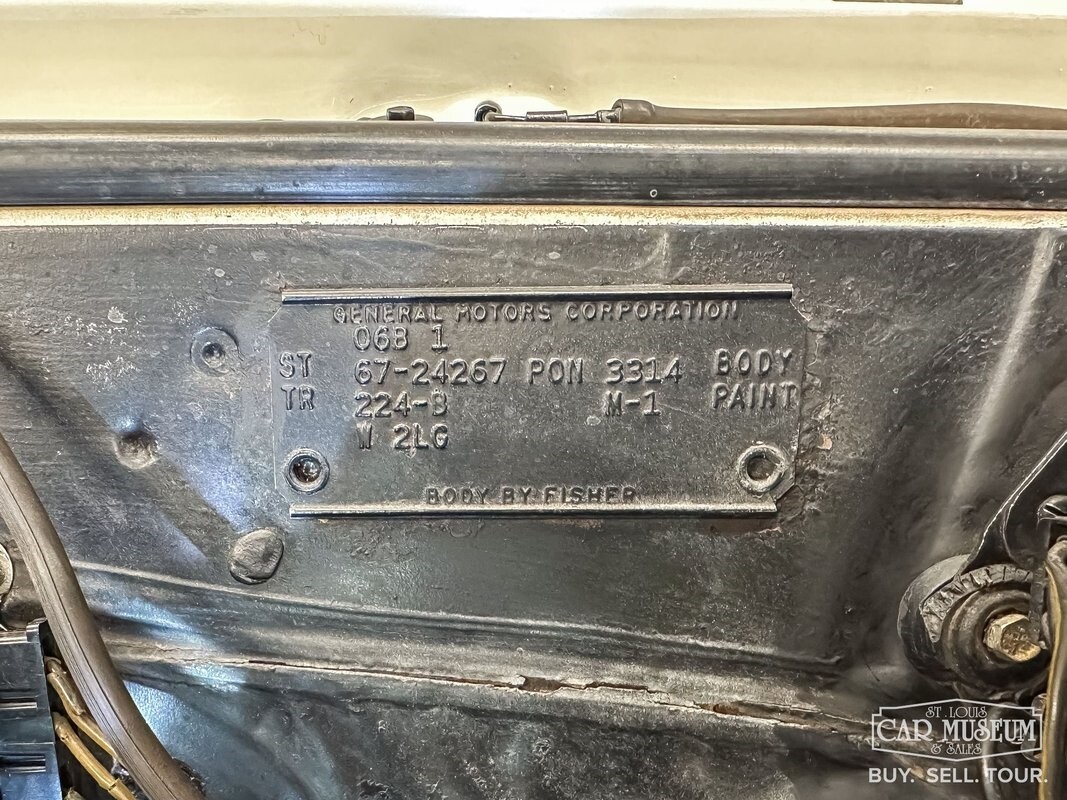 GENERAL MOTORS CORPORATION
06B 1
ST 67-24267 PON 3314 BODY
TR 224-B M-1 PAINT
W 2LG
BODY BY FISHER
ST. LOUIS
CAR MUSEUM
& SALES
BUY. SELL. TOUR.